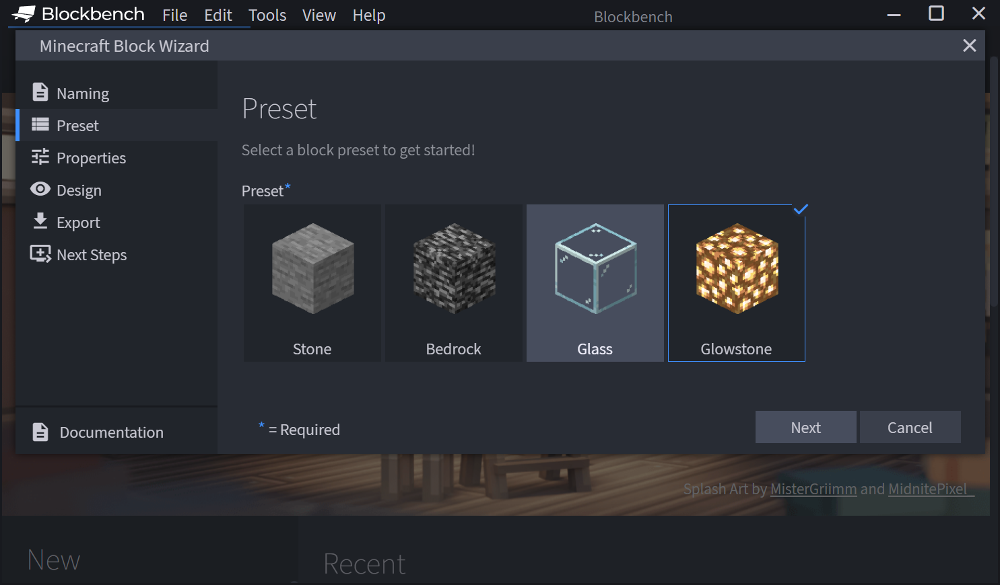 Blockbench File Edit Tools View Help Blockbench
Minecraft Block Wizard
Naming
Preset
Properties
Design
Export
Next Steps
Documentation
Preset
Select a block preset to get started!
Preset*
Stone Bedrock Glass Glowstone
* = Required
Next Cancel
Splash Art by MisterGriimm and MidnitePixel_
New
Recent